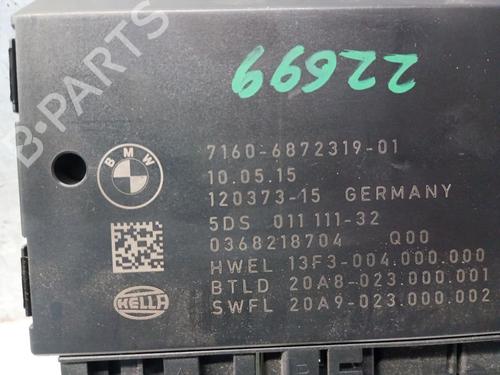 22699
7160-6872319-01
10.05.15
120373-15 GERMANY
5DS 011 111-32
0368218704 Q00
HWEL 13F3-004.000.000
BTLD 20A8-023.000.001
SWFL 20A9-023.000.002
BMW
HELLA
B-PARTS